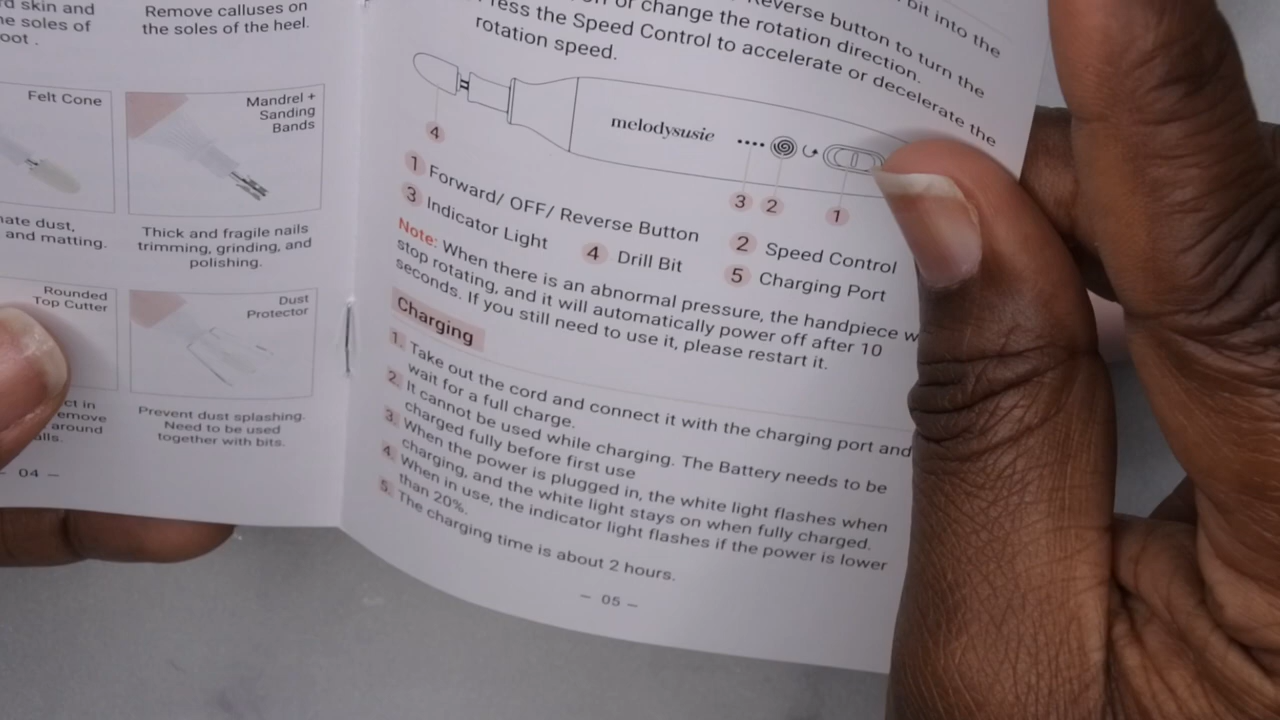 d skin and
he soles of
oot .
Remove calluses on
the soles of the heel.
Felt Cone
Mandrel +
Sanding
Bands
nate dust,
and matting.
Thick and fragile nails
trimming, grinding, and
polishing.
Rounded
Top Cutter
Dust
Protector
ct in
emove
around
alls.
Prevent dust splashing.
Need to be used
together with bits.
04 —
bit into the
Reverse button to turn the
or change the rotation direction.
ress the Speed Control to accelerate or decelerate the
rotation speed.
melodysusie
4
3 2 1
1 Forward/ OFF/ Reverse Button
2 Speed Control
3 Indicator Light
4 Drill Bit
5 Charging Port
Note: When there is an abnormal pressure, the handpiece w
stop rotating, and it will automatically power off after 10
seconds. If you still need to use it, please restart it.
Charging
1. Take out the cord and connect it with the charging port and
wait for a full charge.
2. It cannot be used while charging. The Battery needs to be
charged fully before first use
3. When the power is plugged in, the white light flashes when
charging, and the white light stays on when fully charged.
4. When in use, the indicator light flashes if the power is lower
than 20%.
5. The charging time is about 2 hours.
— 05 —